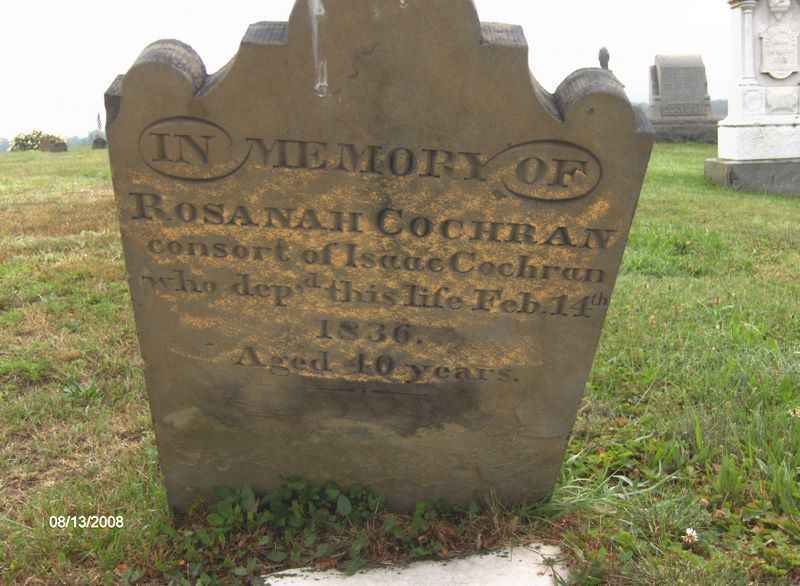 IN MEMORY OF
ROSANAH COCHRAN
consort of Isaac Cochran
who dep.d this life Feb. 14th
1836.
Aged 40 years.
08/13/2008